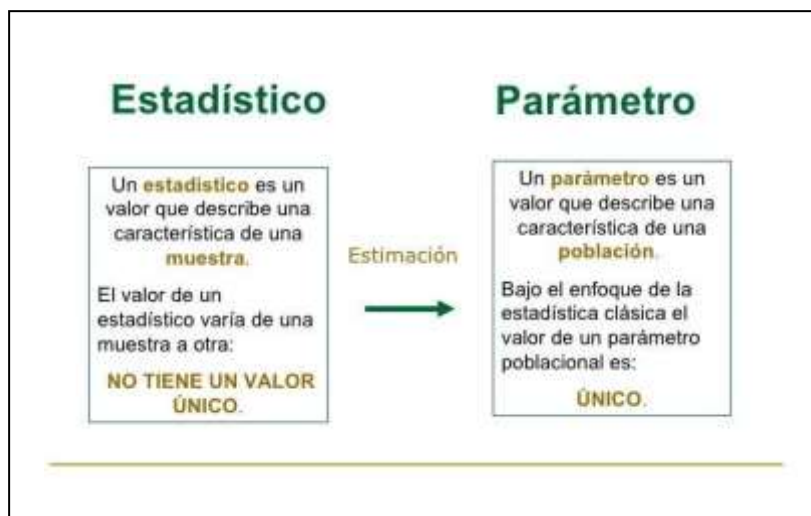 Estadístico
Parámetro
Un estadistico es un
valor que describe una
característica de una
muestra.
El valor de un
estadístico varía de una
muestra a otra:
NO TIENE UN VALOR
ÚNICO.
Estimación
Un parámetro es un
valor que describe una
característica de una
población.
Bajo el enfoque de la
estadística clásica el
valor de un parámetro
poblacional es:
ÚNICO.